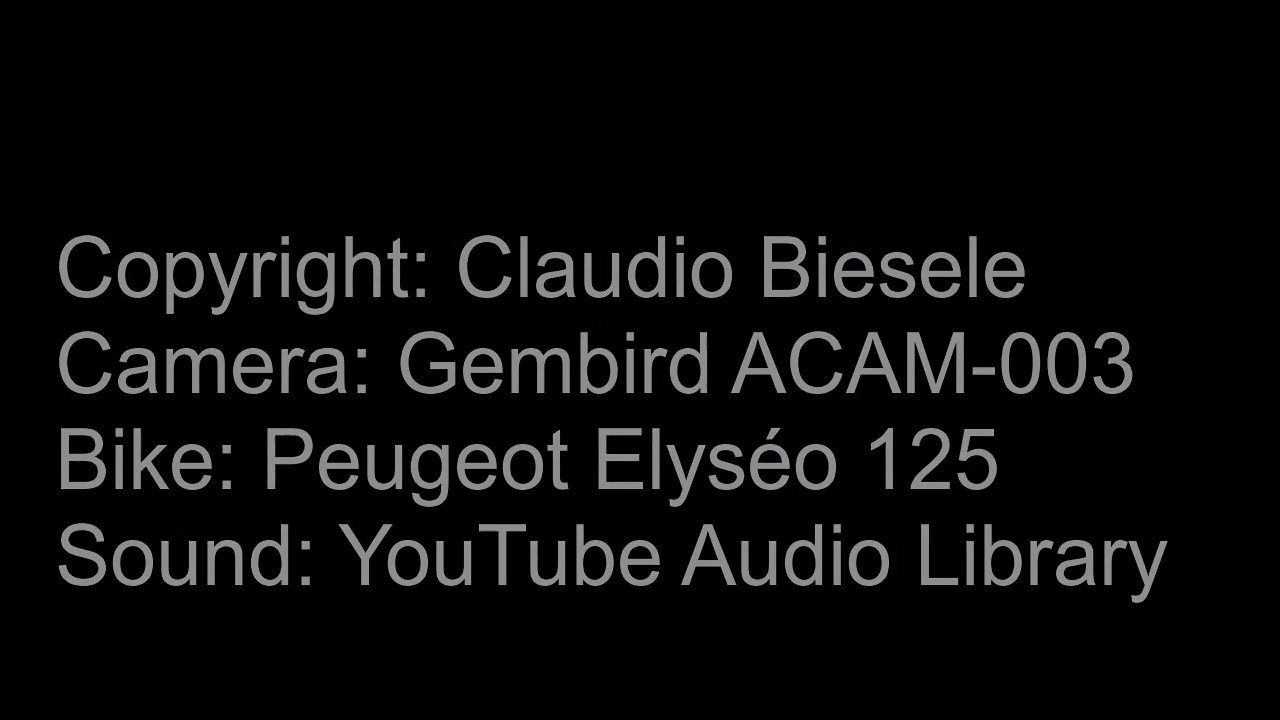 Copyright: Claudio Biesele
Camera: Gembird ACAM-003
Bike: Peugeot Elyséo 125
Sound: YouTube Audio Library